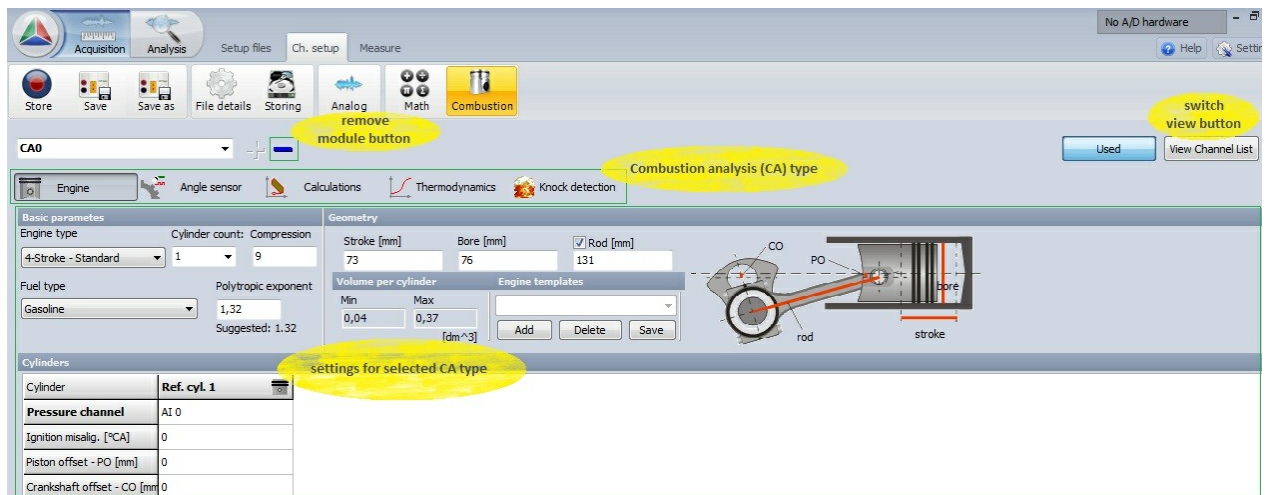 No A/D hardware
Acquisition Analysis Setup files Ch. setup Measure
Help
Store Save Save as File details Storing Analog Math Combustion
remove
module button
switch
view button
CA0
Used View Channel List
Combustion analysis (CA) type
Engine Angle sensor Calculations Thermodynamics Knock detection
Basic parametes Geometry
Engine type Cylinder count: Compression
Stroke [mm] Bore [mm] Rod [mm]
4-Stroke - Standard 1 9
73 76 131
Fuel type Polytropic exponent
Volume per cylinder Engine templates
Gasoline 1,32
Min Max
0,04 0,37
Suggested: 1.32
[dm^3]
Add Delete Save
CO
PO
bore
rod
stroke
Cylinders
settings for selected CA type
Cylinder Ref. cyl. 1
Pressure channel AI 0
Ignition misalig. [°CA] 0
Piston offset - PO [mm] 0
Crankshaft offset - CO [mm 0